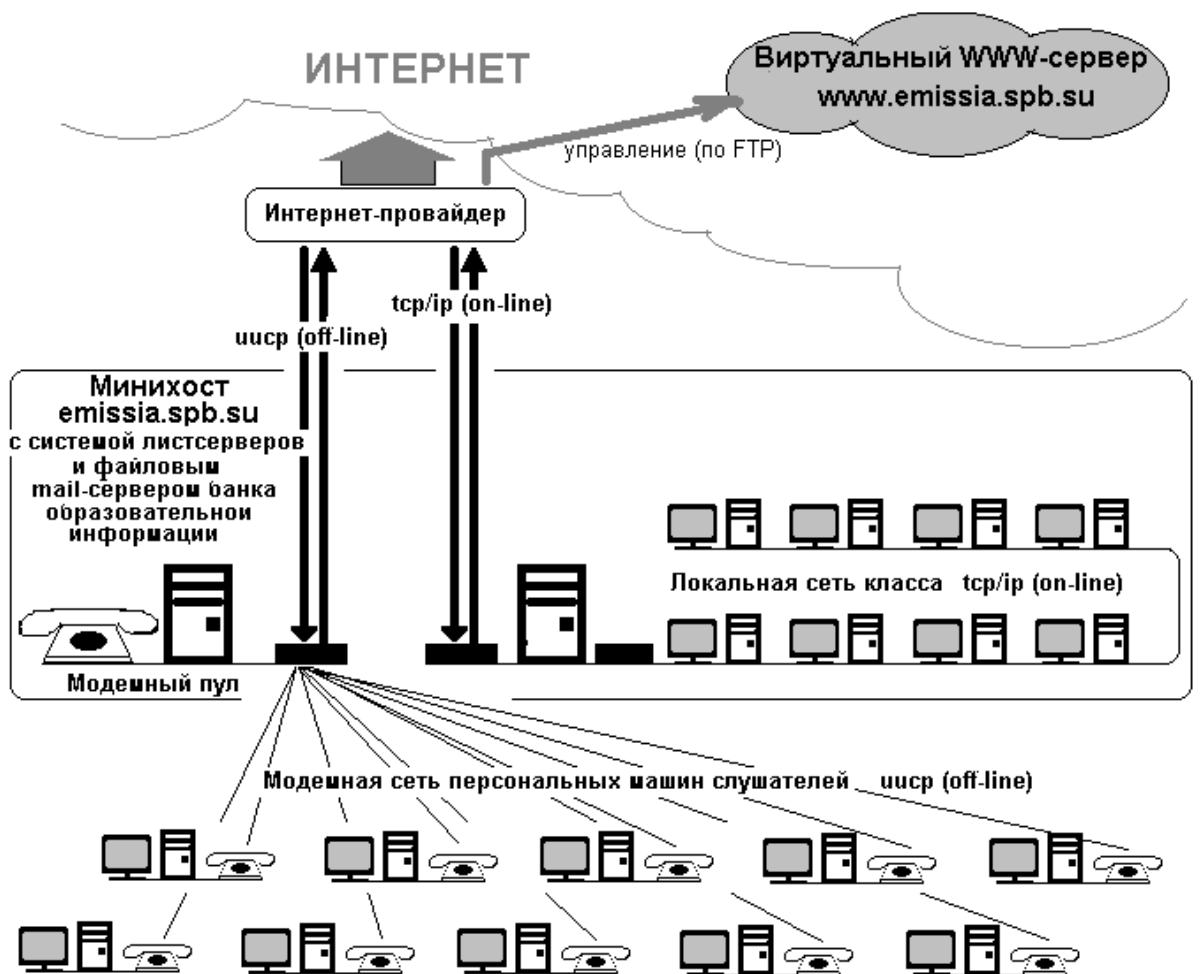 ИНТЕРНЕТ
Виртуальный WWW-сервер
www.emissia.spb.su
управление (по FTP)
Интернет-провайдер
tcp/ip (on-line)
uucp (off-line)
Минихост
emissia.spb.su
с системой листсерверов
и файловым
mail-сервером банка
образовательной
информации
Локальная сеть класса tcp/ip (on-line)
Модемный пул
Модемная сеть персональных машин слушателей uucp (off-line)